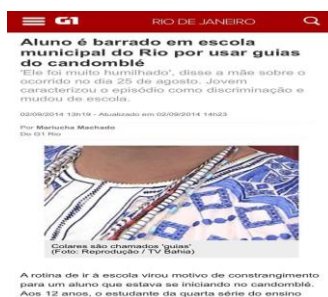 G1
RIO DE JANEIRO
Aluno é barrado em escola
municipal do Rio por usar guias
do candomblé
'Ele foi muito humilhado', disse a mãe sobre o
ocorrido no dia 25 de agosto. Jovem
caracterizou o episódio como discriminação e
mudou de escola.
02/09/2014 13h19 - Atualizado em 02/09/2014 14h23
Por Mariucha Machado
Do G1 Rio
Colares são chamados 'guias'
(Foto: Reprodução / TV Bahia)
A rotina de ir à escola virou motivo de constrangimento
para um aluno que estava se iniciando no candomblé.
Aos 12 anos, o estudante da quarta série do ensino